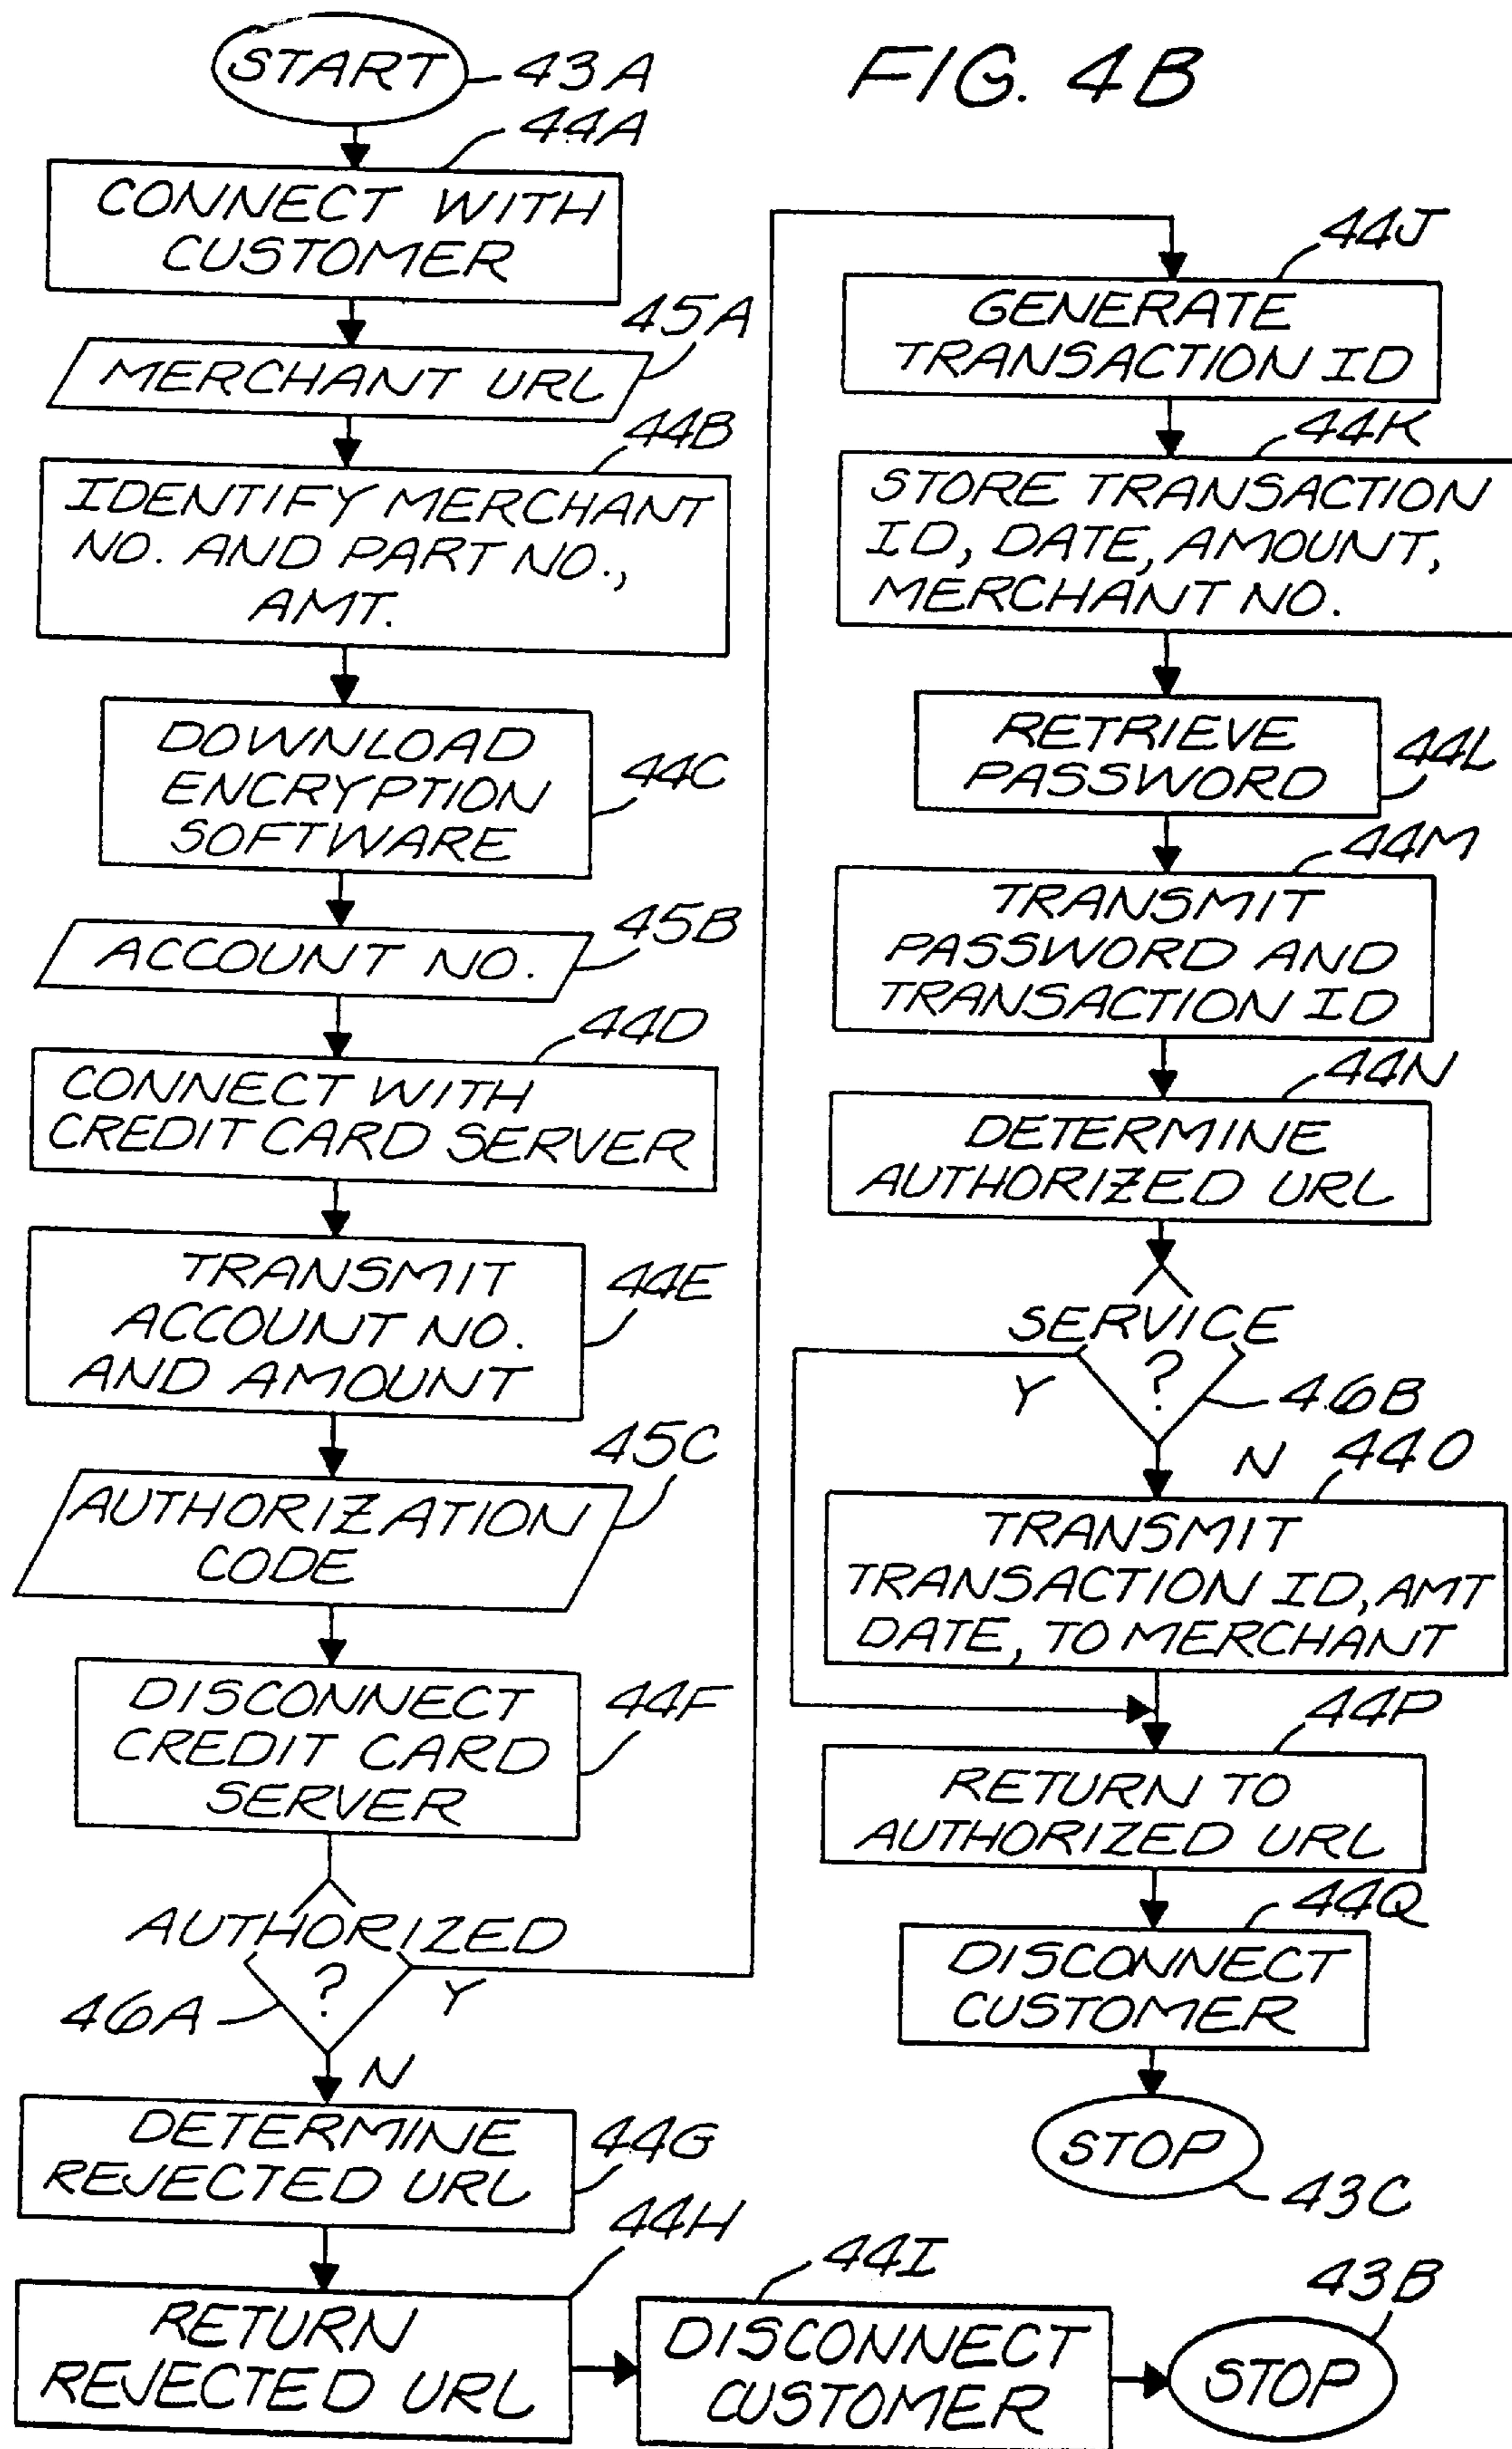 FIG. 4B
START
43A
44A
CONNECT WITH
CUSTOMER
45A
MERCHANT URL
44B
IDENTIFY MERCHANT
NO. AND PART NO.,
AMT.
DOWNLOAD
ENCRYPTION
SOFTWARE
44C
45B
ACCOUNT NO.
44D
CONNECT WITH
CREDIT CARD SERVER
TRANSMIT
ACCOUNT NO.
AND AMOUNT
44E
45C
AUTHORIZATION
CODE
DISCONNECT
CREDIT CARD
SERVER
44F
AUTHORIZED
?
Y
46A
N
DETERMINE
REJECTED URL
44G
44H
RETURN
REJECTED URL
44I
DISCONNECT
CUSTOMER
43B
STOP
44J
GENERATE
TRANSACTION ID
44K
STORE TRANSACTION
ID, DATE, AMOUNT,
MERCHANT NO.
RETRIEVE
PASSWORD
44L
44M
TRANSMIT
PASSWORD AND
TRANSACTION ID
44N
DETERMINE
AUTHORIZED URL
SERVICE
?
Y
46B
N
44O
TRANSMIT
TRANSACTION ID, AMT
DATE, TO MERCHANT
44P
RETURN TO
AUTHORIZED URL
44Q
DISCONNECT
CUSTOMER
STOP
43C